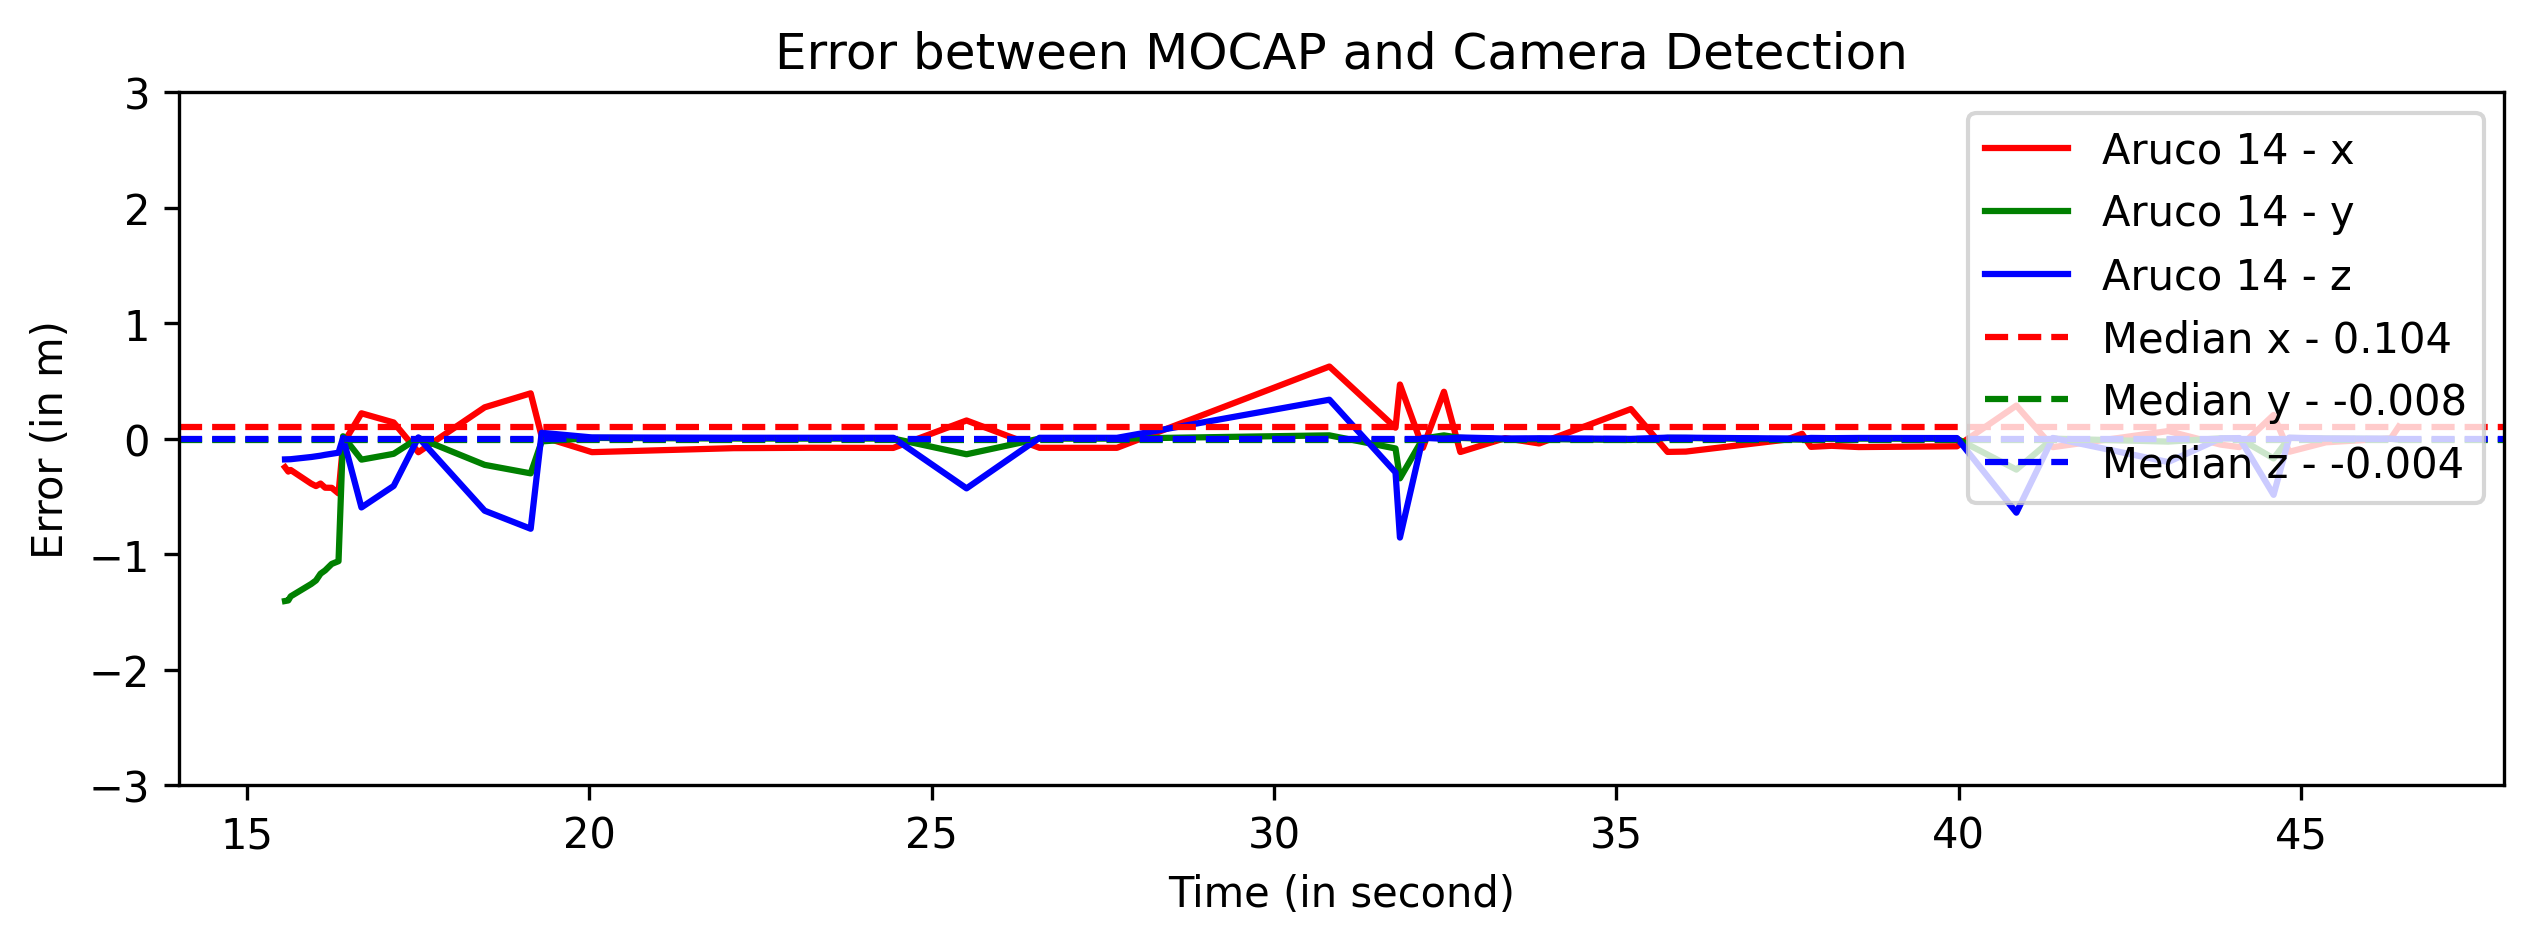 Error between MOCAP and Camera Detection
3
2
1
0
−1
−2
−3
Error (in m)
Aruco 14 - x
Aruco 14 - y
Aruco 14 - z
Median x - 0.104
Median y - -0.008
Median z - -0.004
15 20 25 30 35 40 45
Time (in second)